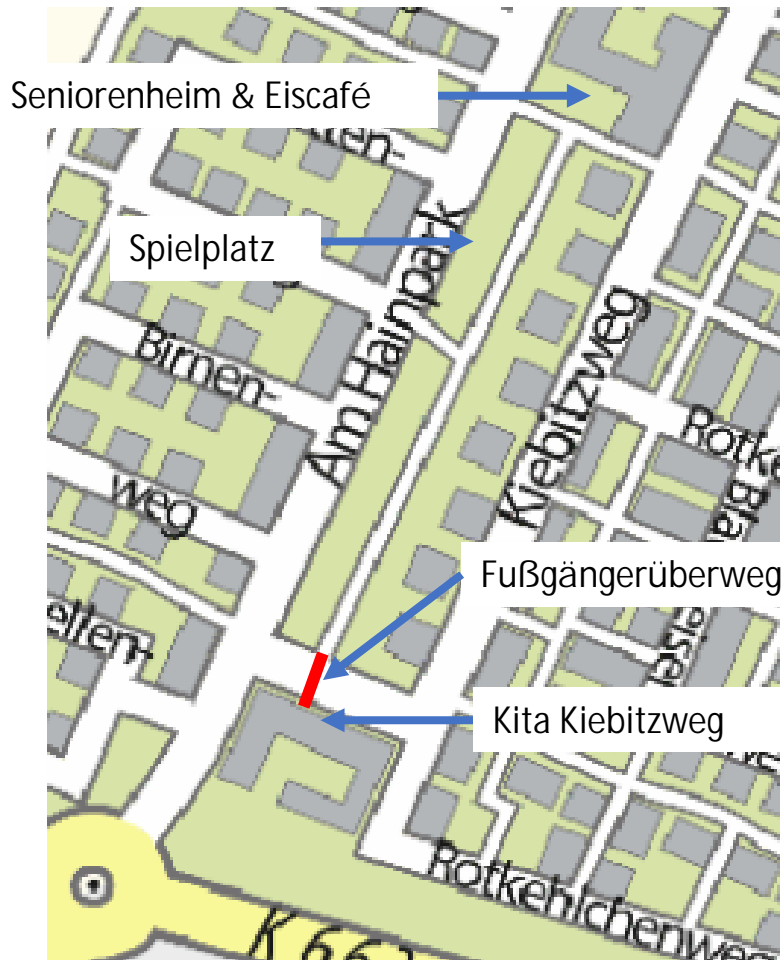 Seniorenheim & Eiscafé
Spielplatz
Am Hainpark
Birnen-
weg
Kiebitzweg
Fußgängerüberweg
Kita Kiebitzweg
Rotkehlchenweg